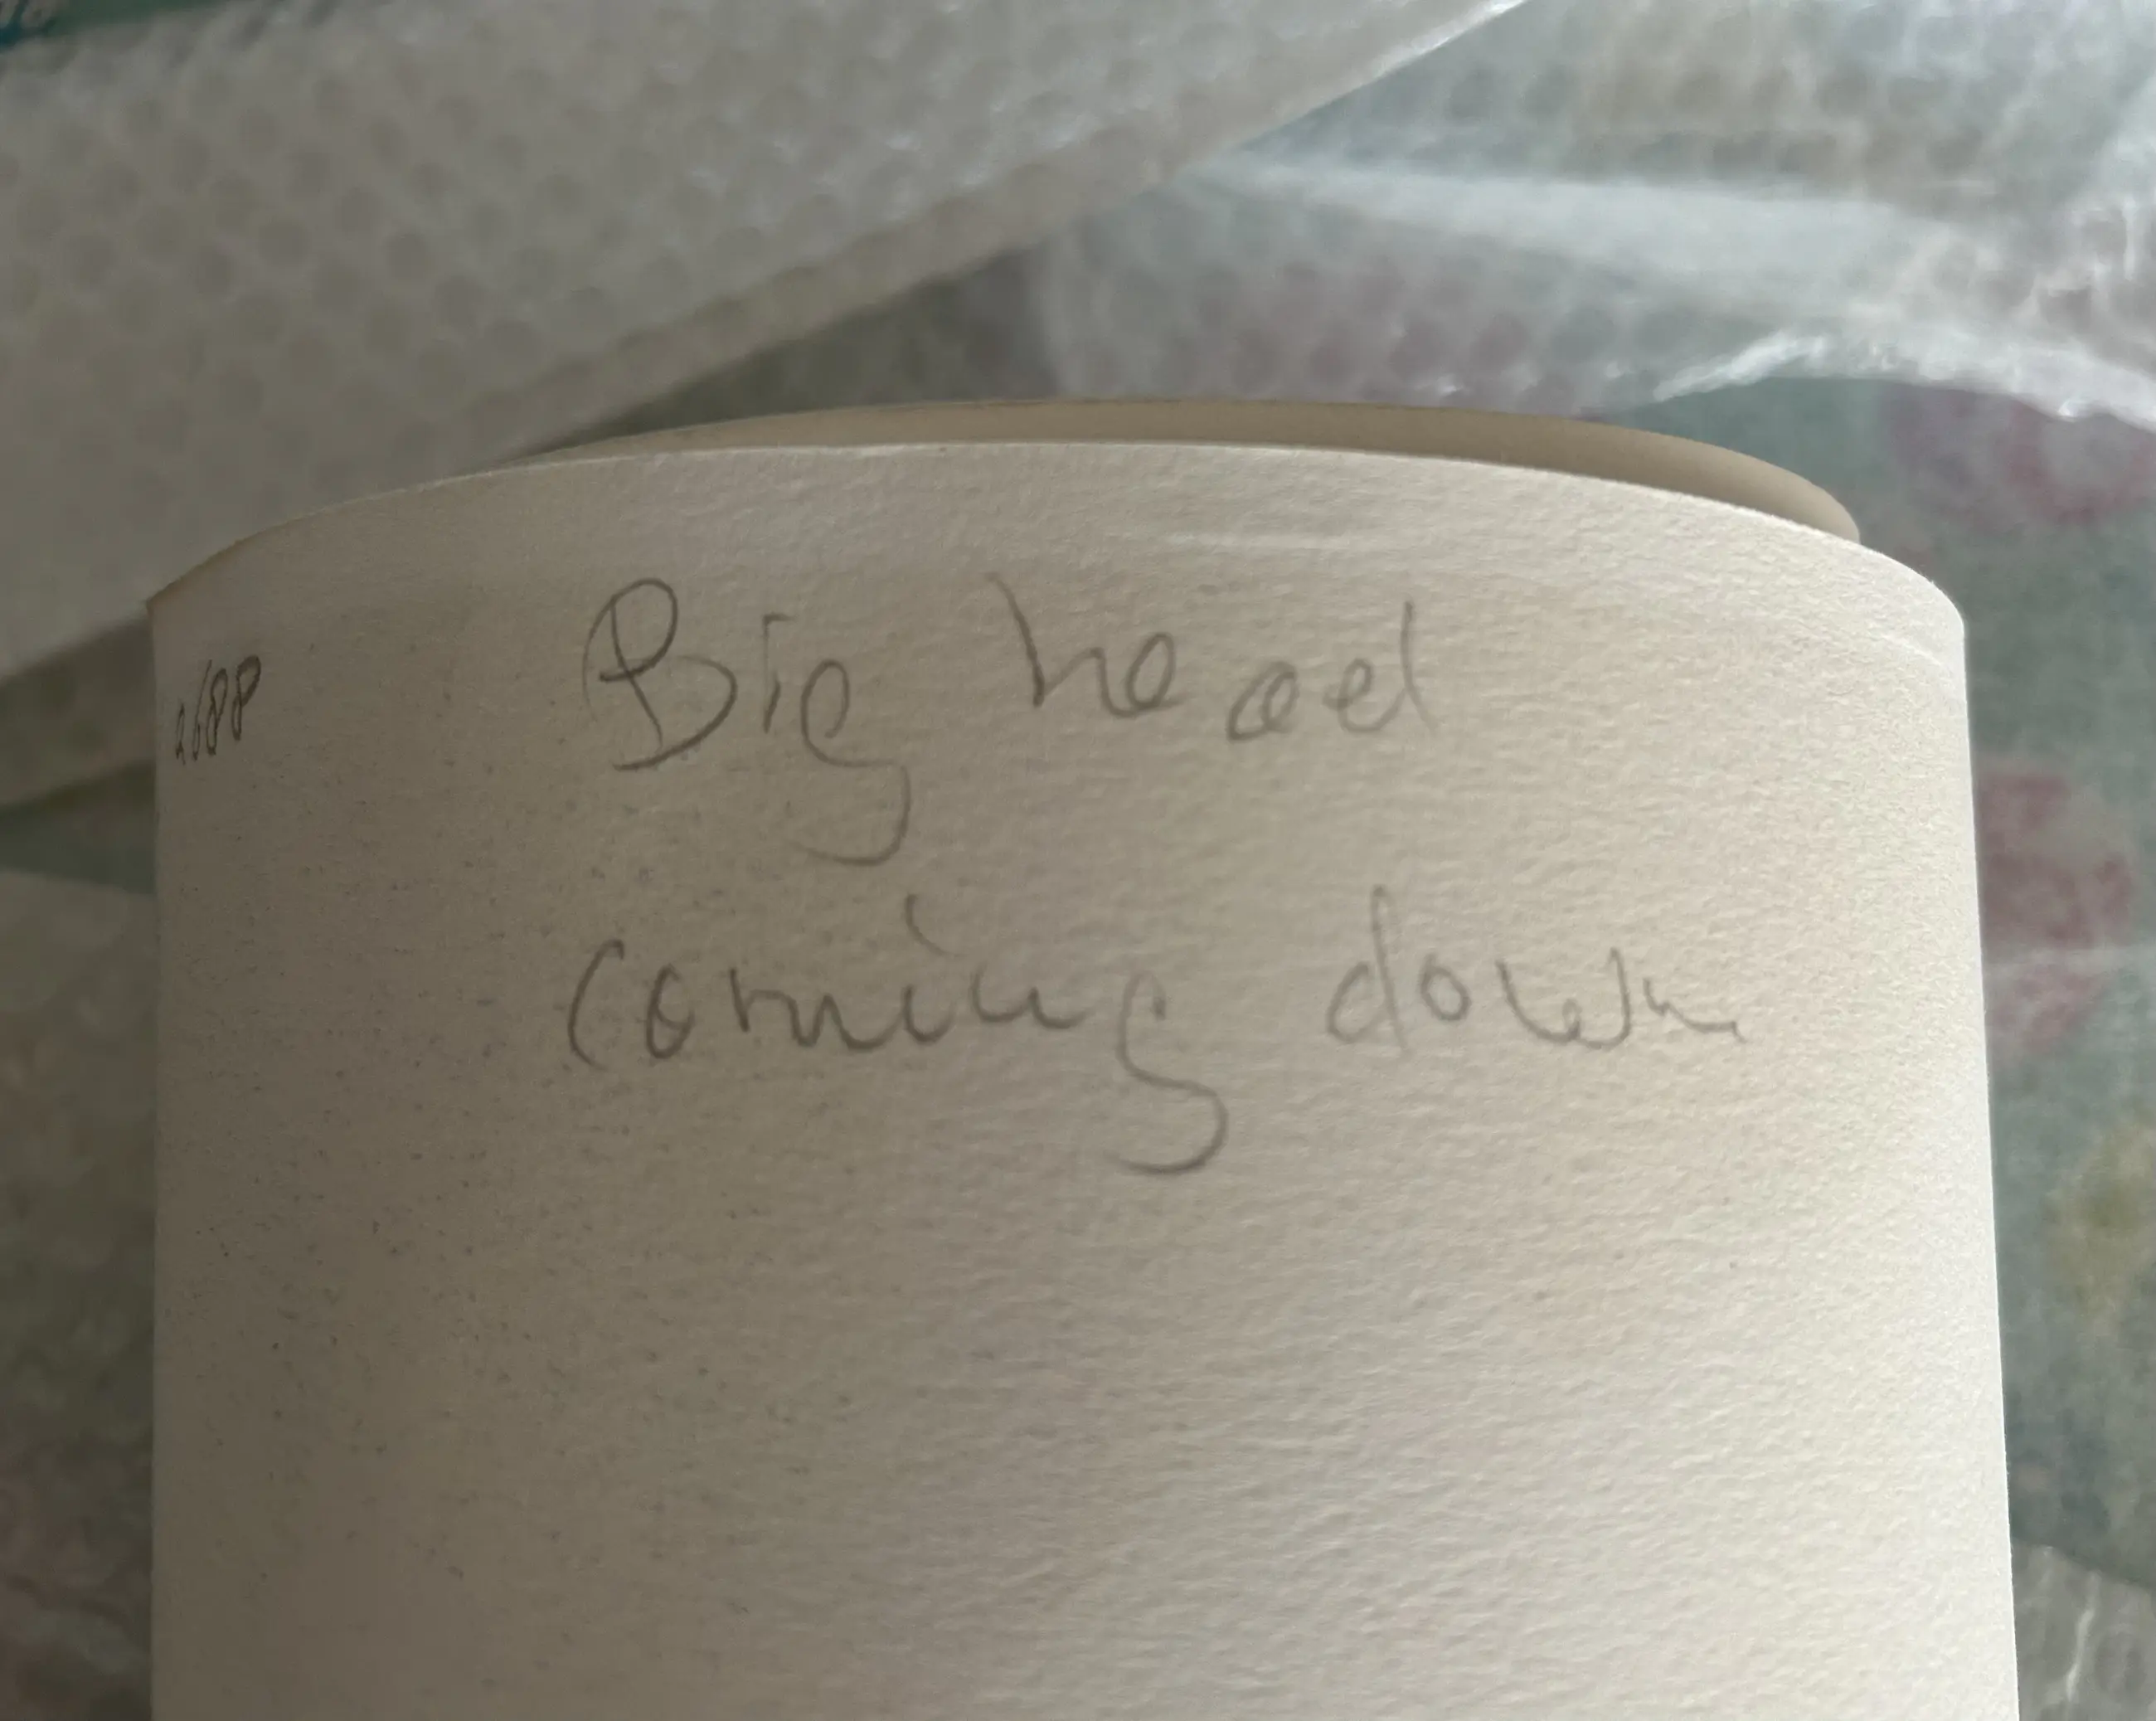 2688
Big head
coming down